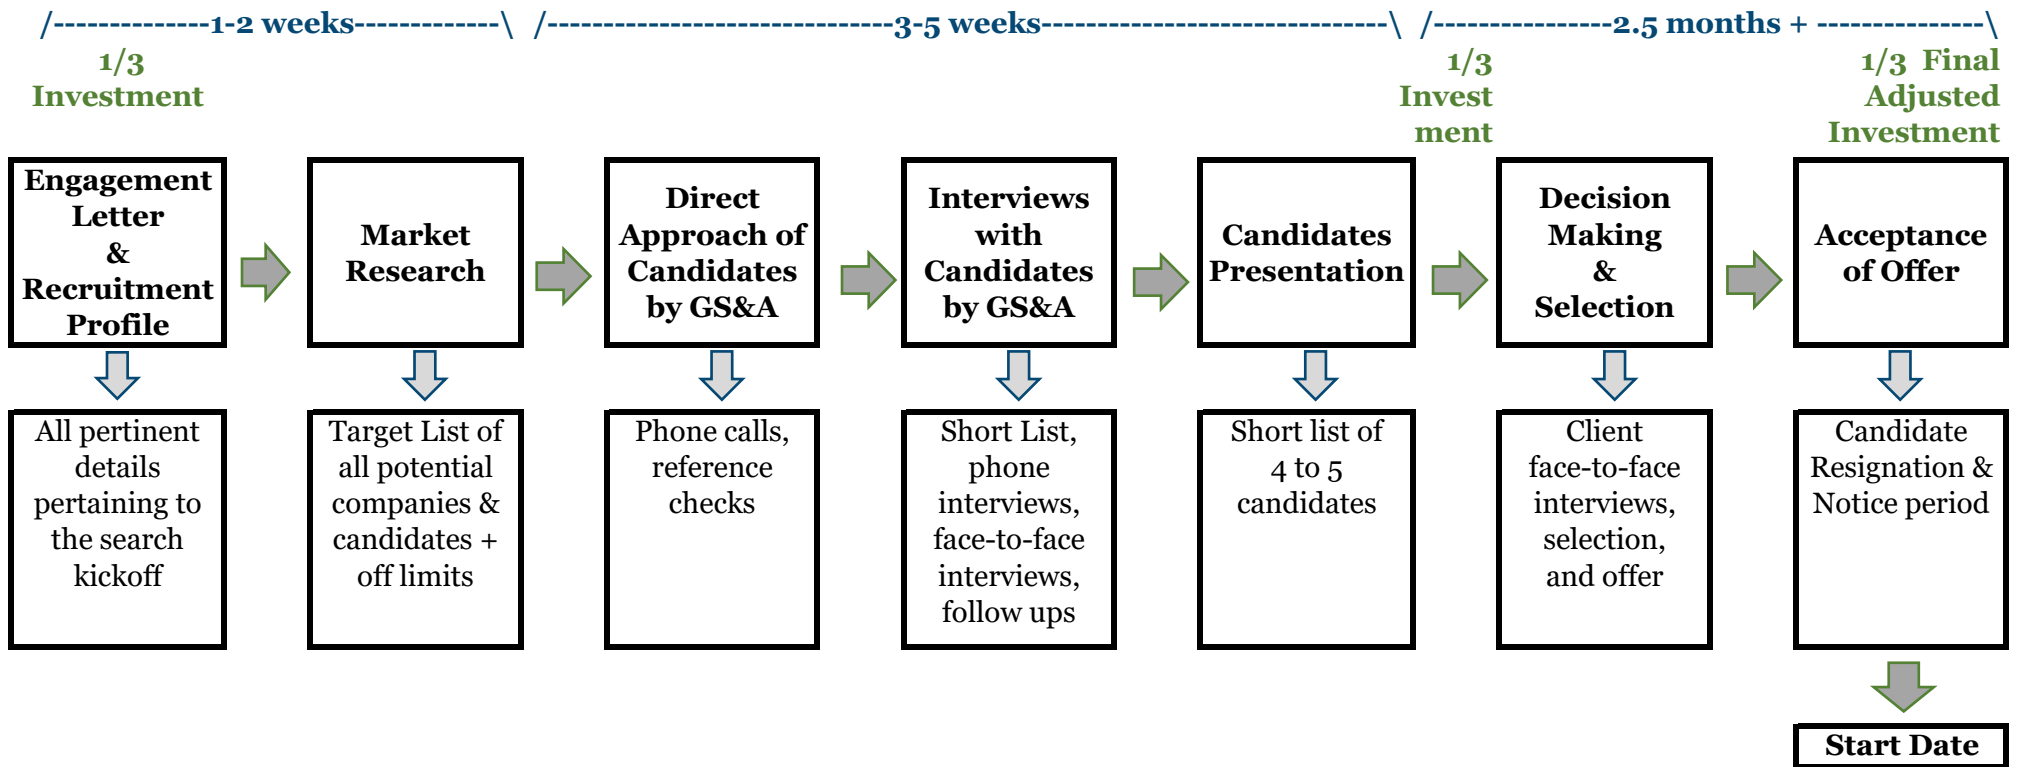 /-------------1-2 weeks------------\ /-----------------------------3-5 weeks-----------------------------\ /---------------2.5 months + --------------\
1/3
Investment
1/3
Invest
ment
1/3 Final
Adjusted
Investment
Engagement
Letter
&
Recruitment
Profile
Market
Research
Direct
Approach of
Candidates
by GS&A
Interviews
with
Candidates
by GS&A
Candidates
Presentation
Decision
Making
&
Selection
Acceptance
of Offer
All pertinent
details
pertaining to
the search
kickoff
Target List of
all potential
companies &
candidates +
off limits
Phone calls,
reference
checks
Short List,
phone
interviews,
face-to-face
interviews,
follow ups
Short list of
4 to 5
candidates
Client
face-to-face
interviews,
selection,
and offer
Candidate
Resignation &
Notice period
Start Date